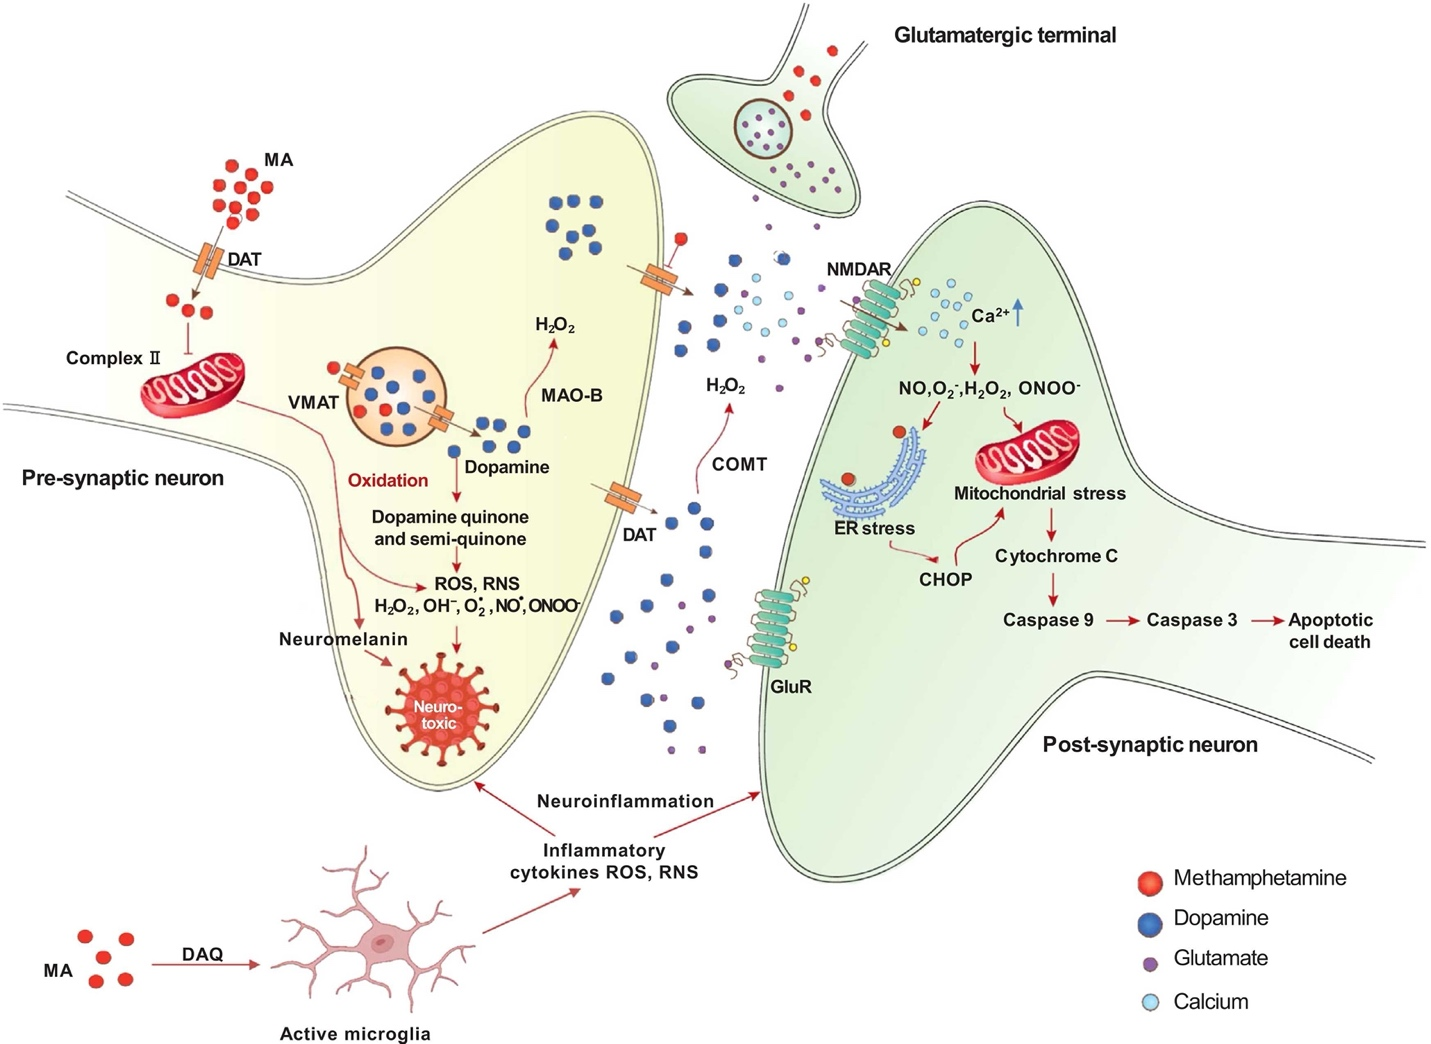 Glutamatergic terminal
MA
DAT
Complex Ⅱ
VMAT
H₂O₂
MAO-B
Dopamine
Oxidation
Dopamine quinone
and semi-quinone
ROS, RNS
H₂O₂, OH⁻, O₂•, NO•, ONOO⁻
Neuromelanin
Neuro-
toxic
Pre-synaptic neuron
H₂O₂
COMT
DAT
NMDAR
Ca²⁺
NO,O₂⁻,H₂O₂, ONOO⁻
ER stress
Mitochondrial stress
CHOP
Cytochrome C
Caspase 9
Caspase 3
Apoptotic
cell death
GluR
Post-synaptic neuron
Neuroinflammation
Inflammatory
cytokines ROS, RNS
MA
DAQ
Active microglia
Methamphetamine
Dopamine
Glutamate
Calcium